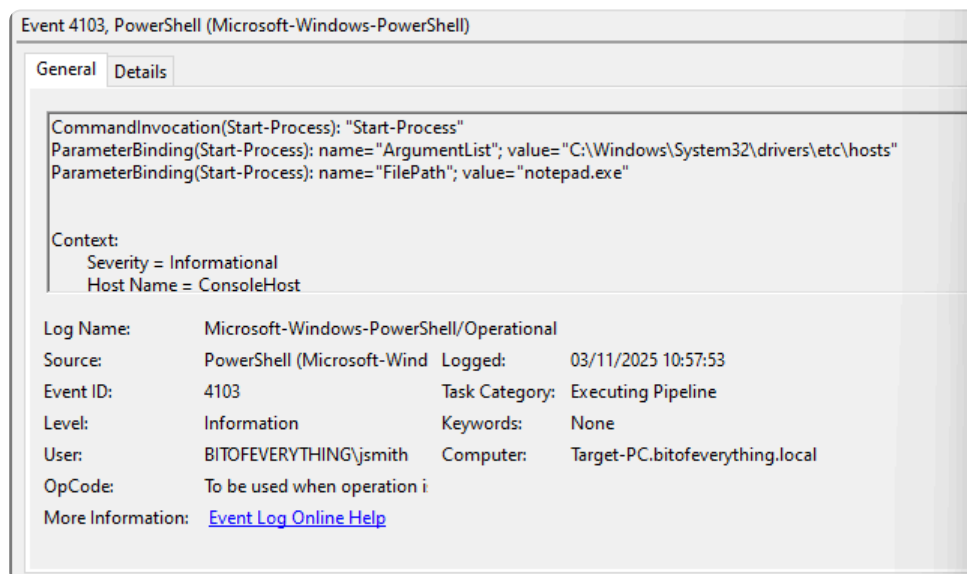 Event 4103, PowerShell (Microsoft-Windows-PowerShell)
General Details
CommandInvocation(Start-Process): "Start-Process"
ParameterBinding(Start-Process): name="ArgumentList"; value="C:\Windows\System32\drivers\etc\hosts"
ParameterBinding(Start-Process): name="FilePath"; value="notepad.exe"
Context:
Severity = Informational
Host Name = ConsoleHost
Log Name: Microsoft-Windows-PowerShell/Operational
Source: PowerShell (Microsoft-Wind Logged: 03/11/2025 10:57:53
Event ID: 4103 Task Category: Executing Pipeline
Level: Information Keywords: None
User: BITOFEVERYTHING\jsmith Computer: Target-PC.bitofeverything.local
OpCode: To be used when operation i
More Information: Event Log Online Help